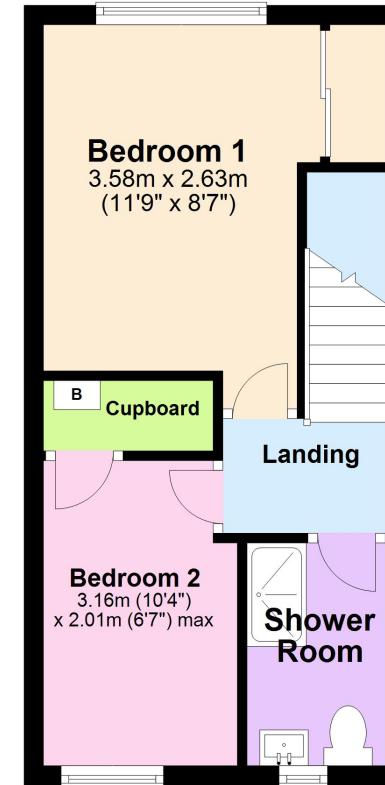 Bedroom 1
3.58m x 2.63m
(11'9" x 8'7")
B
Cupboard
Landing
Bedroom 2
3.16m (10'4")
x 2.01m (6'7") max
Shower
Room